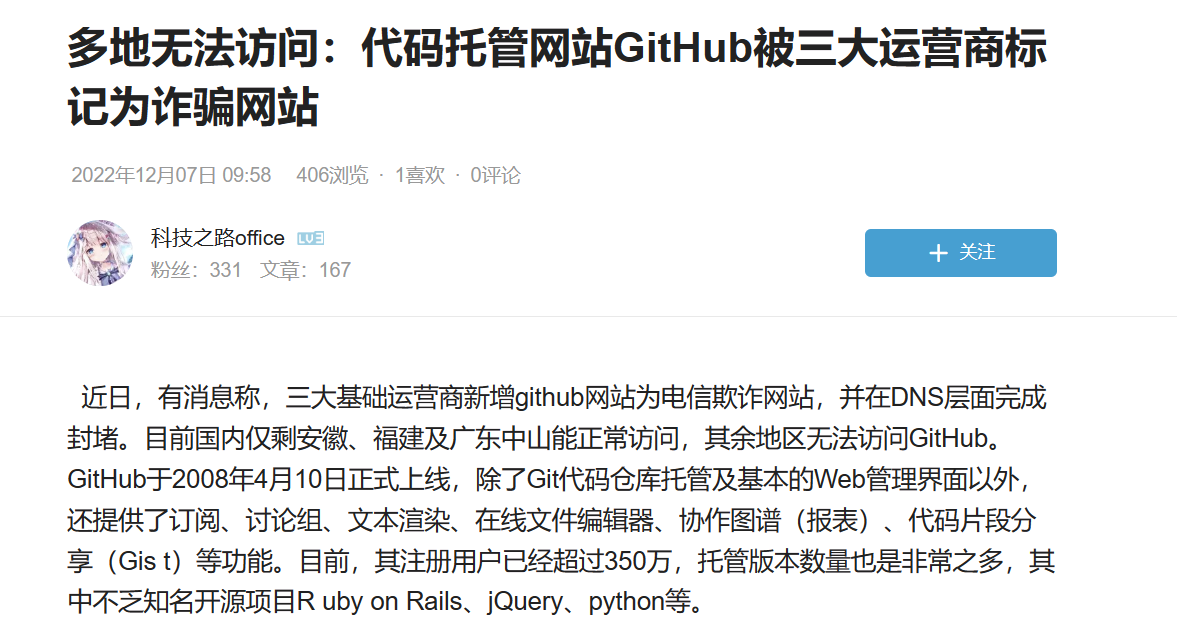 多地无法访问：代码托管网站GitHub被三大运营商标
记为诈骗网站
2022年12月07日 09:58 406浏览 · 1喜欢 · 0评论
科技之路office LV3
粉丝：331 文章：167
+ 关注
近日，有消息称，三大基础运营商新增github网站为电信欺诈网站，并在DNS层面完成
封堵。目前国内仅剩安徽、福建及广东中山能正常访问，其余地区无法访问GitHub。
GitHub于2008年4月10日正式上线，除了Git代码仓库托管及基本的Web管理界面以外，
还提供了订阅、讨论组、文本渲染、在线文件编辑器、协作图谱（报表）、代码片段分
享（Gis t）等功能。目前，其注册用户已经超过350万，托管版本数量也是非常之多，其
中不乏知名开源项目R uby on Rails、jQuery、python等。